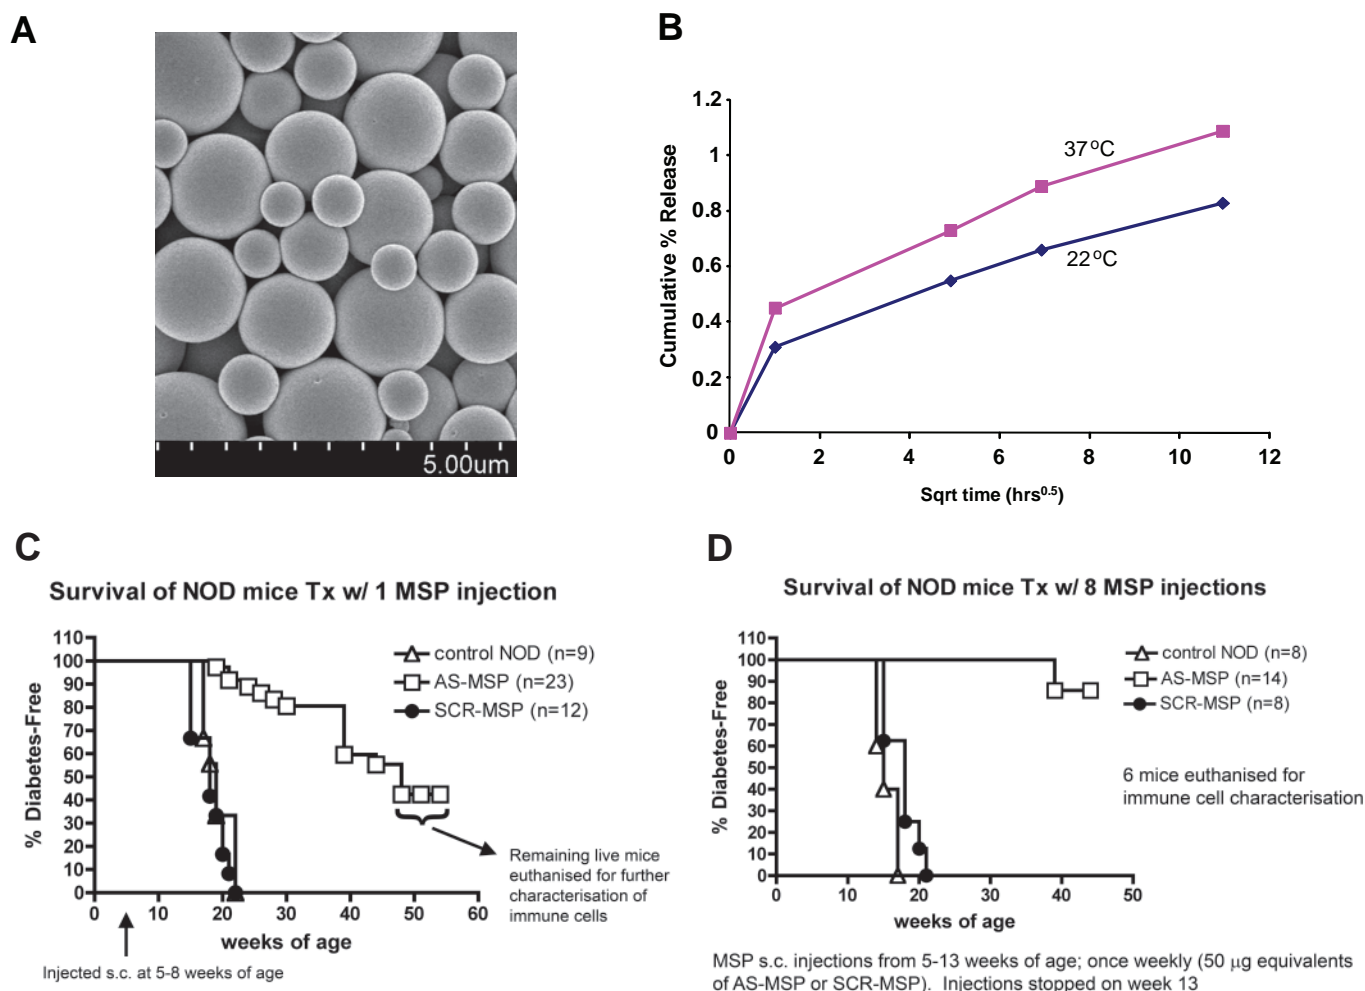 A
5.00um
B
1.2
1
0.8
0.6
0.4
0.2
0
Cumulative % Release
37°C
22°C
0 2 4 6 8 10 12
Sqrt time (hrs^0.5)
C
Survival of NOD mice Tx w/ 1 MSP injection
110
100
90
80
70
60
50
40
30
20
10
0
% Diabetes-Free
control NOD (n=9)
AS-MSP (n=23)
SCR-MSP (n=12)
0 10 20 30 40 50 60
weeks of age
Injected s.c. at 5-8 weeks of age
Remaining live mice
euthanised for further
characterisation of
immune cells
D
Survival of NOD mice Tx w/ 8 MSP injections
110
100
90
80
70
60
50
40
30
20
10
0
% Diabetes-Free
control NOD (n=8)
AS-MSP (n=14)
SCR-MSP (n=8)
6 mice euthanised for
immune cell characterisation
0 10 20 30 40 50
weeks of age
MSP s.c. injections from 5-13 weeks of age; once weekly (50 μg equivalents
of AS-MSP or SCR-MSP). Injections stopped on week 13